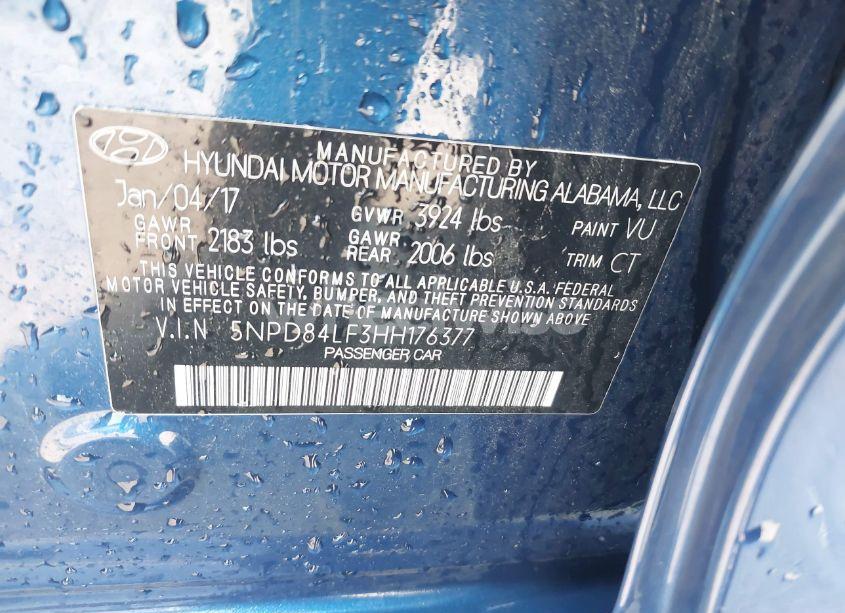 MANUFACTURED BY
HYUNDAI MOTOR MANUFACTURING ALABAMA, LLC
Jan/04/17 GVWR 3924 lbs PAINT VU
GAWR FRONT 2183 lbs GAWR REAR 2006 lbs TRIM CT
THIS VEHICLE CONFORMS TO ALL APPLICABLE U.S.A. FEDERAL
MOTOR VEHICLE SAFETY, BUMPER, AND THEFT PREVENTION STANDARDS
IN EFFECT ON THE DATE OF MANUFACTURE SHOWN ABOVE
V.I.N 5NPD84LF3HH176377
PASSENGER CAR